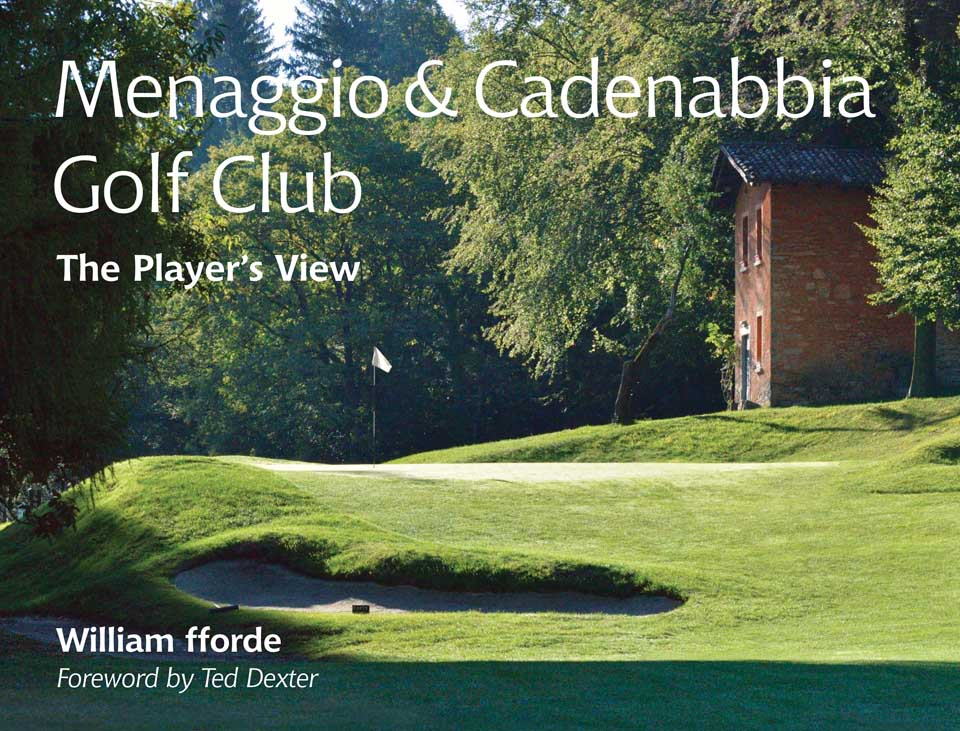 Menaggio & Cadenabbia
Golf Club
The Player’s View
William fforde
Foreword by Ted Dexter